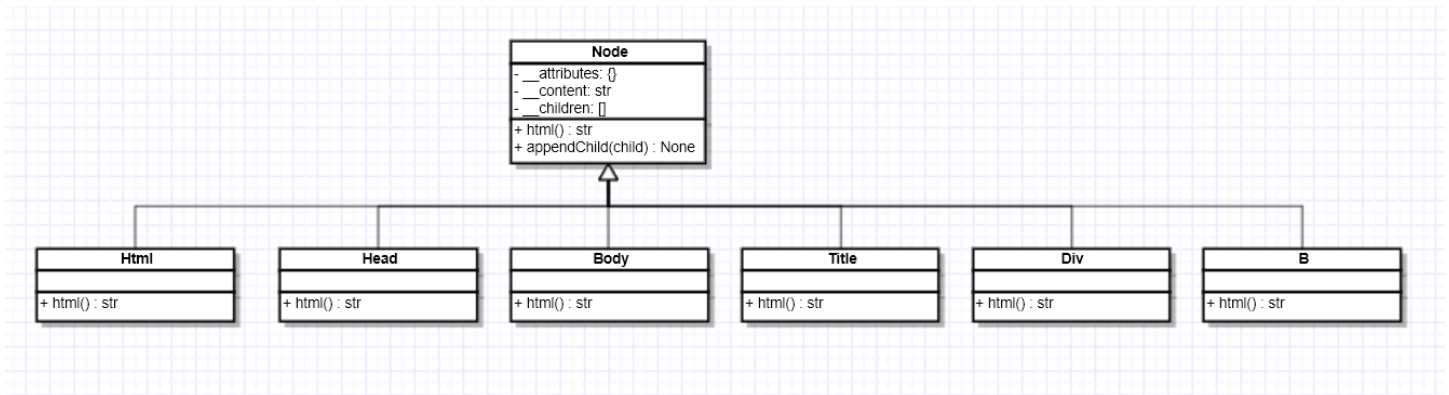 Node
- __attributes: {}
- __content: str
- __children: []
+ html() : str
+ appendChild(child) : None
Html
+ html() : str
Head
+ html() : str
Body
+ html() : str
Title
+ html() : str
Div
+ html() : str
B
+ html() : str